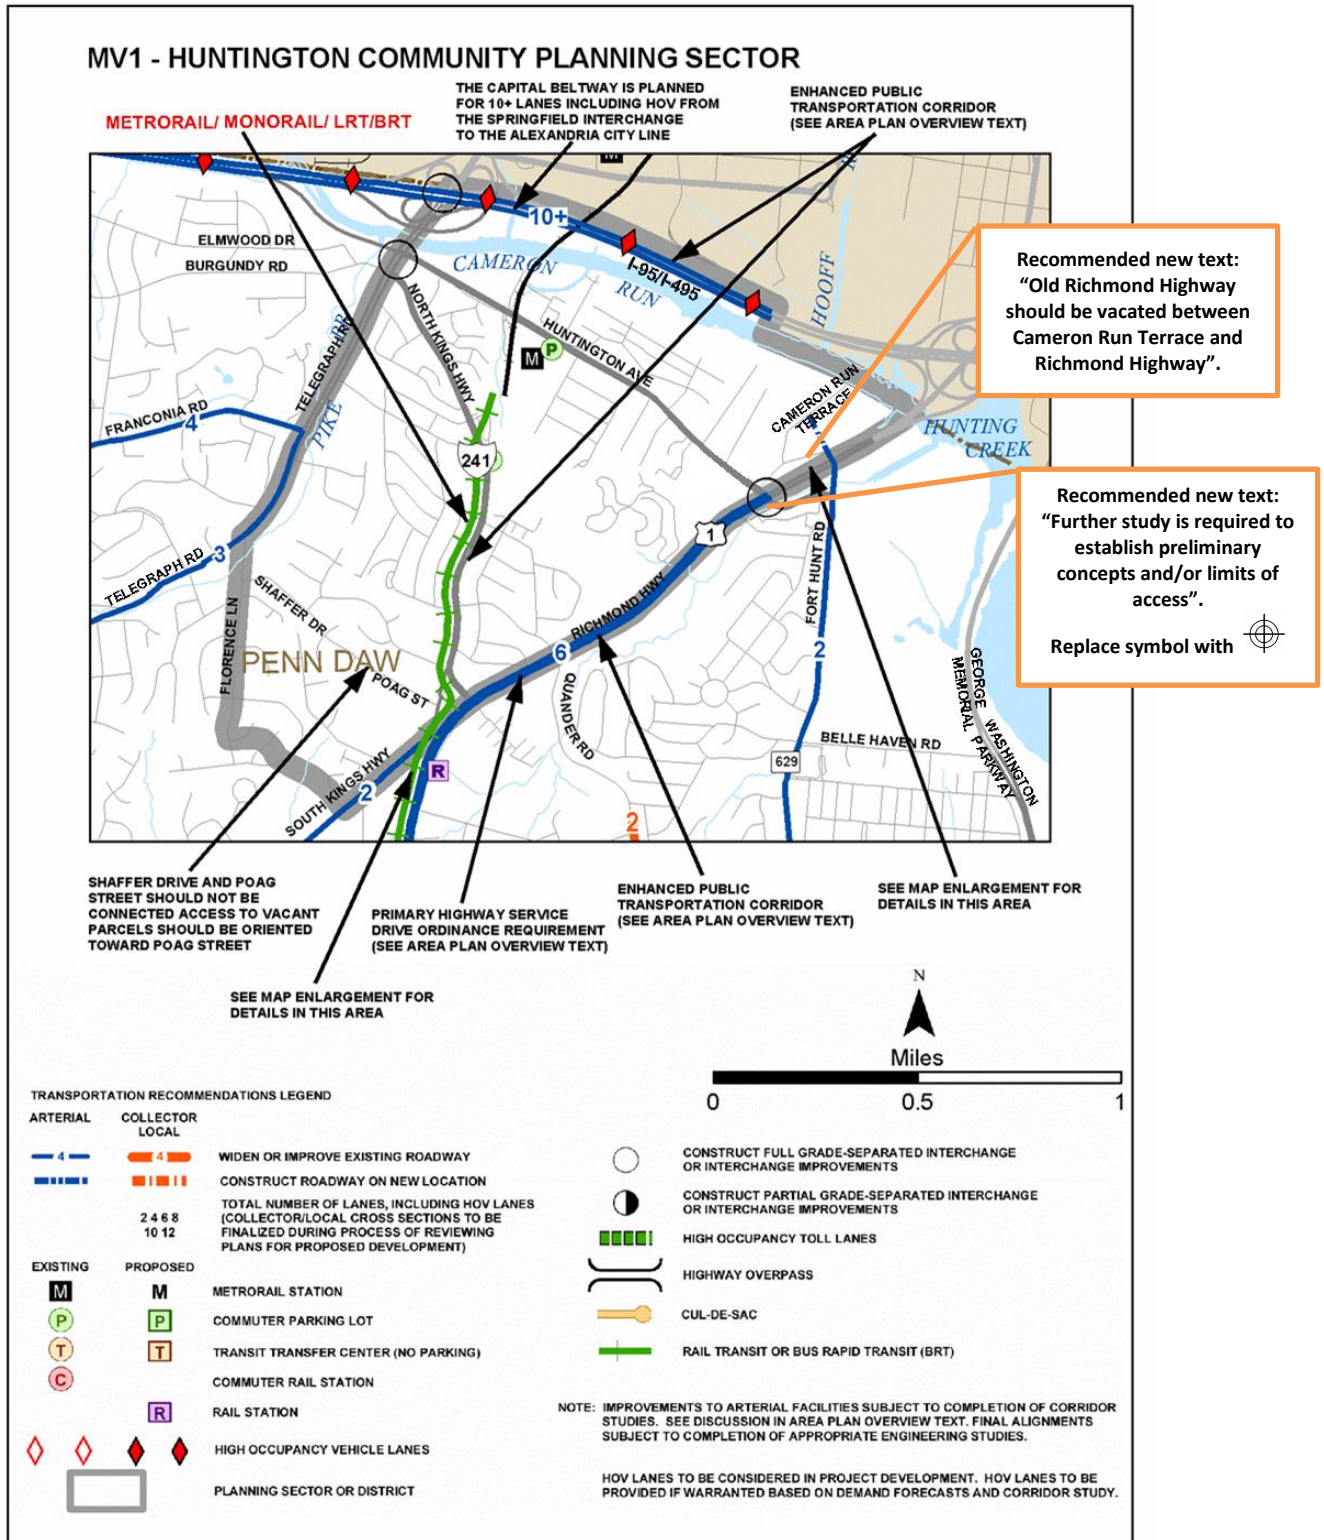 MV1 - HUNTINGTON COMMUNITY PLANNING SECTOR
METRORAIL/ MONORAIL/ LRT/BRT
THE CAPITAL BELTWAY IS PLANNED
FOR 10+ LANES INCLUDING HOV FROM
THE SPRINGFIELD INTERCHANGE
TO THE ALEXANDRIA CITY LINE
ENHANCED PUBLIC
TRANSPORTATION CORRIDOR
(SEE AREA PLAN OVERVIEW TEXT)
M
10+
ELMWOOD DR
BURGUNDY RD
CAMERON
RUN
I-95/I-495
HOOFF
R
NORTH KINGS HWY
HUNTINGTON AVE
M
P
TELEGRAPH RD
PIKE
BR
FRANCONIA RD
4
241
CAMERON RUN
TERRACE
HUNTING
CREEK
Recommended new text:
“Old Richmond Highway
should be vacated between
Cameron Run Terrace and
Richmond Highway”.
Recommended new text:
“Further study is required to
establish preliminary
concepts and/or limits of
access”.
Replace symbol with
1
TELEGRAPH RD
3
SHAFFER DR
FLORENCE LN
PENN DAW
POAG ST
RICHMOND HWY
6
QUANDER RD
FORT HUNT RD
2
GEORGE WASHINGTON
MEMORIAL PARKWAY
BELLE HAVEN RD
629
R
SOUTH KINGS HWY
2
2
SHAFFER DRIVE AND POAG
STREET SHOULD NOT BE
CONNECTED ACCESS TO VACANT
PARCELS SHOULD BE ORIENTED
TOWARD POAG STREET
PRIMARY HIGHWAY SERVICE
DRIVE ORDINANCE REQUIREMENT
(SEE AREA PLAN OVERVIEW TEXT)
ENHANCED PUBLIC
TRANSPORTATION CORRIDOR
(SEE AREA PLAN OVERVIEW TEXT)
SEE MAP ENLARGEMENT FOR
DETAILS IN THIS AREA
SEE MAP ENLARGEMENT FOR
DETAILS IN THIS AREA
N
Miles
0 0.5 1
TRANSPORTATION RECOMMENDATIONS LEGEND
ARTERIAL COLLECTOR
LOCAL
4 4 WIDEN OR IMPROVE EXISTING ROADWAY
CONSTRUCT ROADWAY ON NEW LOCATION
2 4 6 8
10 12
TOTAL NUMBER OF LANES, INCLUDING HOV LANES
(COLLECTOR/LOCAL CROSS SECTIONS TO BE
FINALIZED DURING PROCESS OF REVIEWING
PLANS FOR PROPOSED DEVELOPMENT)
EXISTING PROPOSED
M M METRORAIL STATION
P P COMMUTER PARKING LOT
T T TRANSIT TRANSFER CENTER (NO PARKING)
C COMMUTER RAIL STATION
R RAIL STATION
HIGH OCCUPANCY VEHICLE LANES
PLANNING SECTOR OR DISTRICT
CONSTRUCT FULL GRADE-SEPARATED INTERCHANGE
OR INTERCHANGE IMPROVEMENTS
CONSTRUCT PARTIAL GRADE-SEPARATED INTERCHANGE
OR INTERCHANGE IMPROVEMENTS
HIGH OCCUPANCY TOLL LANES
HIGHWAY OVERPASS
CUL-DE-SAC
RAIL TRANSIT OR BUS RAPID TRANSIT (BRT)
NOTE: IMPROVEMENTS TO ARTERIAL FACILITIES SUBJECT TO COMPLETION OF CORRIDOR
STUDIES. SEE DISCUSSION IN AREA PLAN OVERVIEW TEXT. FINAL ALIGNMENTS
SUBJECT TO COMPLETION OF APPROPRIATE ENGINEERING STUDIES.
HOV LANES TO BE CONSIDERED IN PROJECT DEVELOPMENT. HOV LANES TO BE
PROVIDED IF WARRANTED BASED ON DEMAND FORECASTS AND CORRIDOR STUDY.